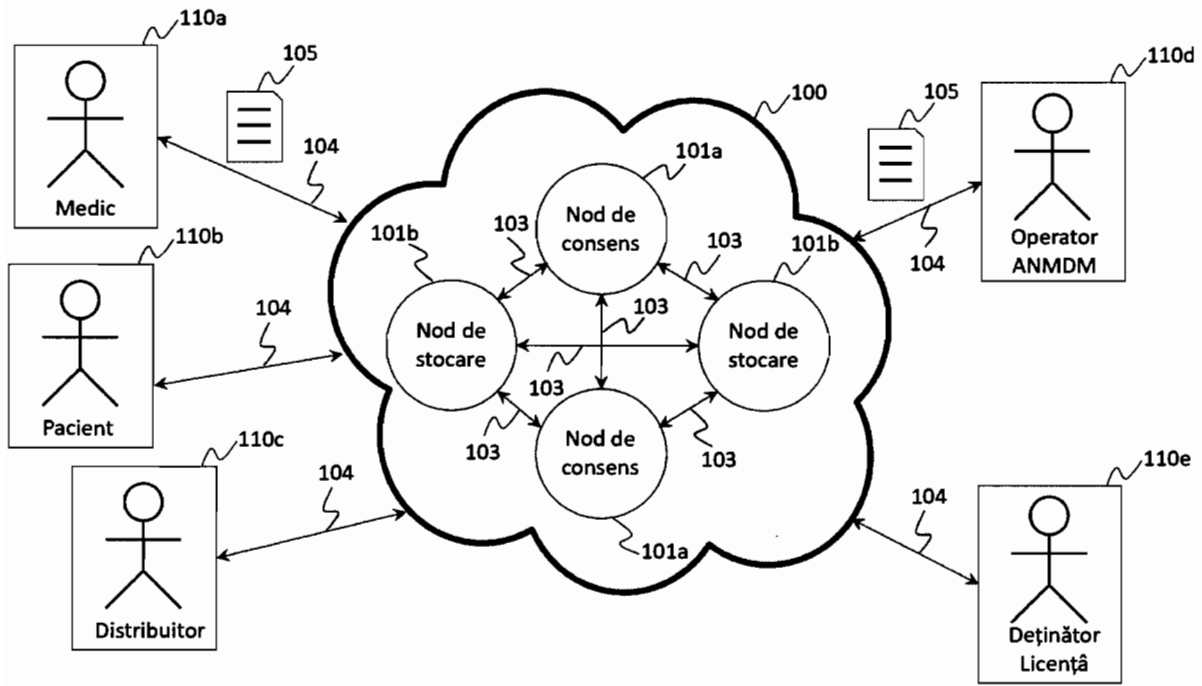 110a
105
104
Medic
110b
104
Pacient
110c
104
Distribuitor
100
101a
Nod de
consens
103
101b
Nod de
stocare
103
101b
Nod de
stocare
103
103
103
103
Nod de
consens
101a
105
110d
104
Operator
ANMDM
110e
104
Deținător
Licențâ